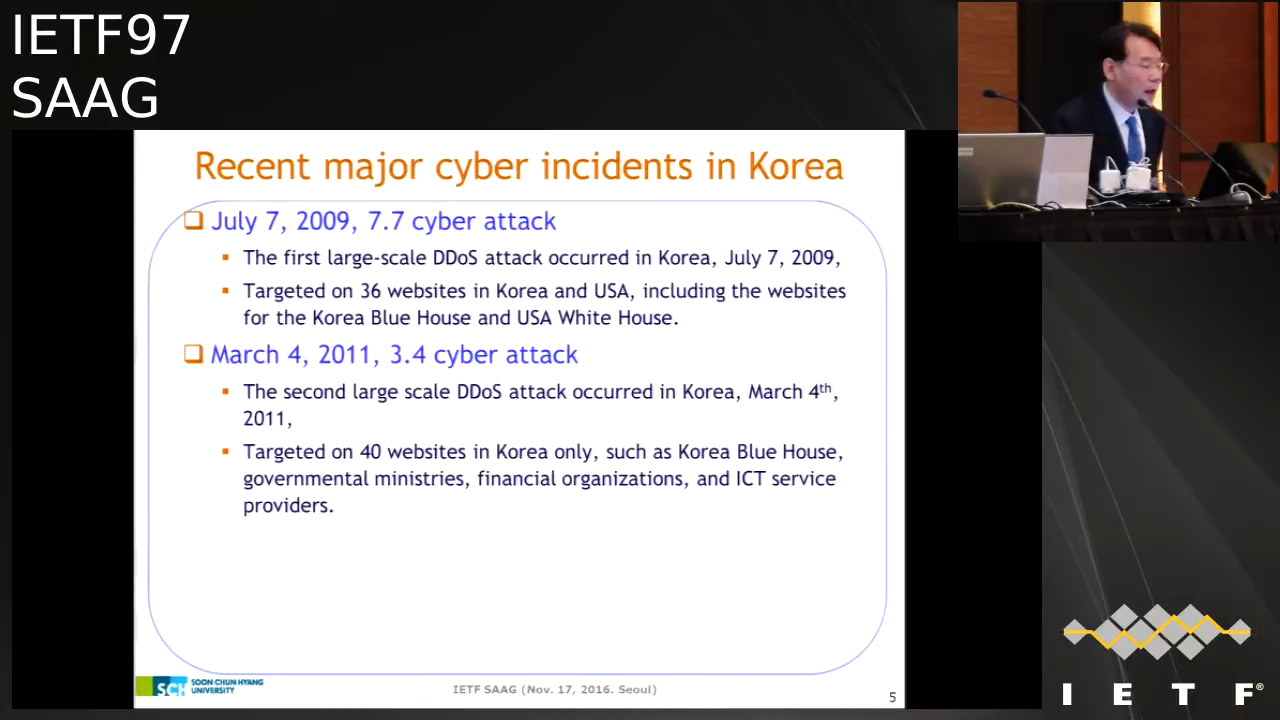 IETF97
SAAG
Recent major cyber incidents in Korea
July 7, 2009, 7.7 cyber attack
The first large-scale DDoS attack occurred in Korea, July 7, 2009,
Targeted on 36 websites in Korea and USA, including the websites
for the Korea Blue House and USA White House.
March 4, 2011, 3.4 cyber attack
The second large scale DDoS attack occurred in Korea, March 4th,
2011,
Targeted on 40 websites in Korea only, such as Korea Blue House,
governmental ministries, financial organizations, and ICT service
providers.
SCH SOON CHUN HYANG
UNIVERSITY
IETF SAAG (Nov. 17, 2016. Seoul)
5
I E T F®